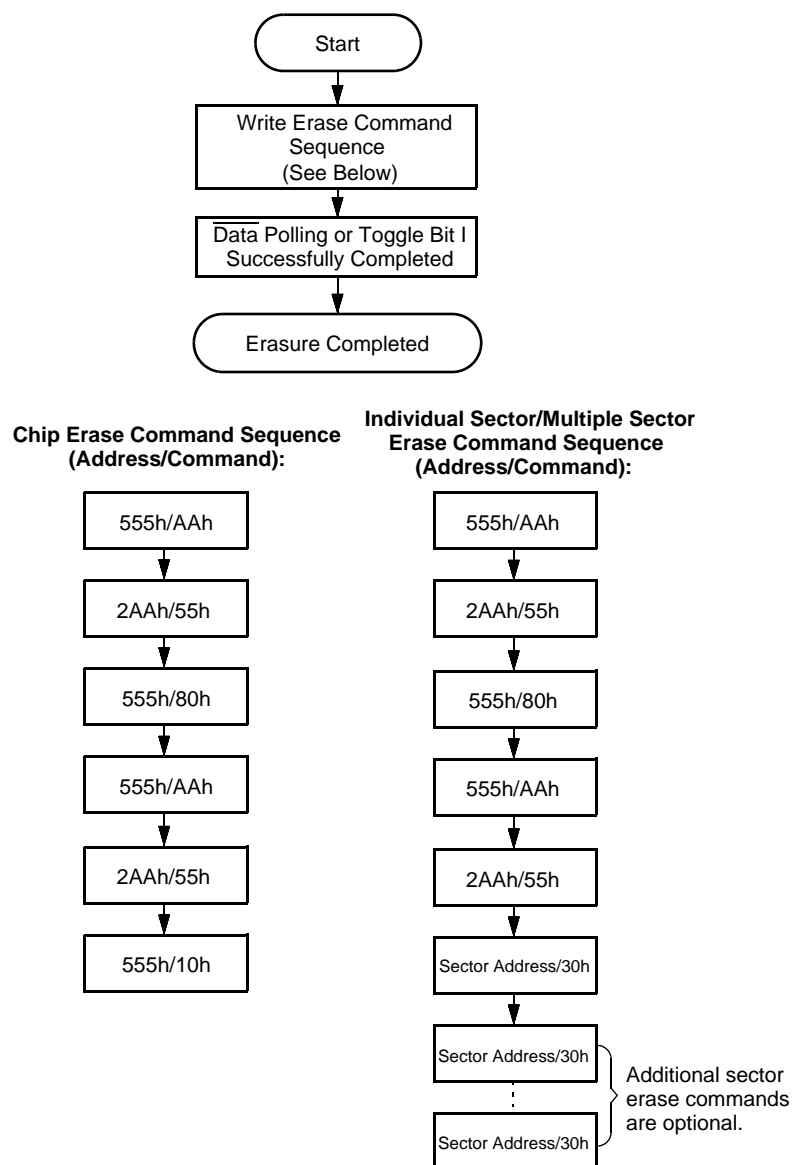 Start
Write Erase Command
Sequence
(See Below)
Data Polling or Toggle Bit I
Successfully Completed
Erasure Completed
Chip Erase Command Sequence
(Address/Command):
555h/AAh
2AAh/55h
555h/80h
555h/AAh
2AAh/55h
555h/10h
Individual Sector/Multiple Sector
Erase Command Sequence
(Address/Command):
555h/AAh
2AAh/55h
555h/80h
555h/AAh
2AAh/55h
Sector Address/30h
Sector Address/30h
Sector Address/30h
Additional sector
erase commands
are optional.